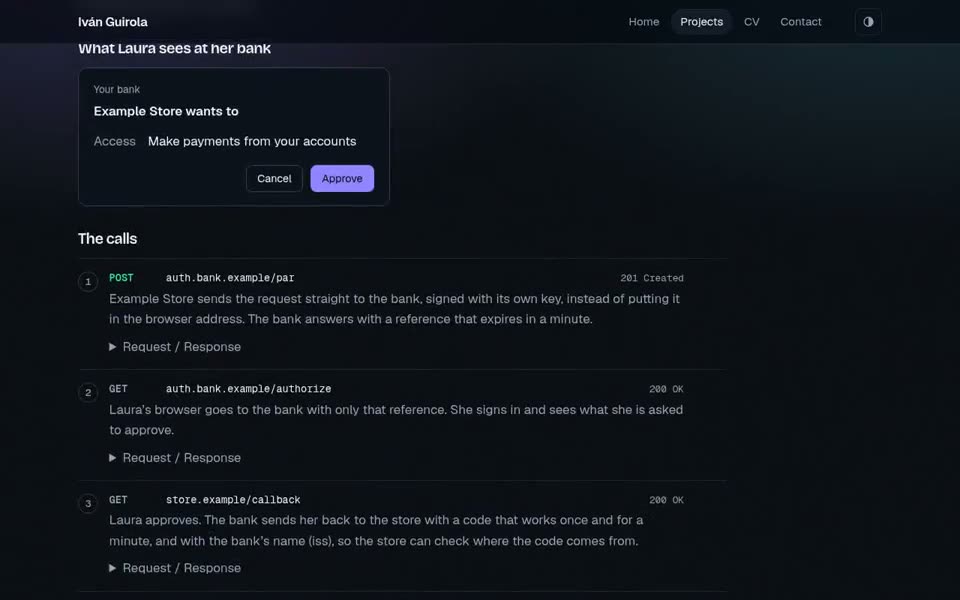 Iván Guirola
Home
Projects
CV
Contact
What Laura sees at her bank
Your bank
Example Store wants to
Access Make payments from your accounts
Cancel
Approve
The calls
1 POST auth.bank.example/par 201 Created
Example Store sends the request straight to the bank, signed with its own key, instead of putting it
in the browser address. The bank answers with a reference that expires in a minute.
Request / Response
2 GET auth.bank.example/authorize 200 OK
Laura's browser goes to the bank with only that reference. She signs in and sees what she is asked
to approve.
Request / Response
3 GET store.example/callback 200 OK
Laura approves. The bank sends her back to the store with a code that works once and for a
minute, and with the bank's name (iss), so the store can check where the code comes from.
Request / Response